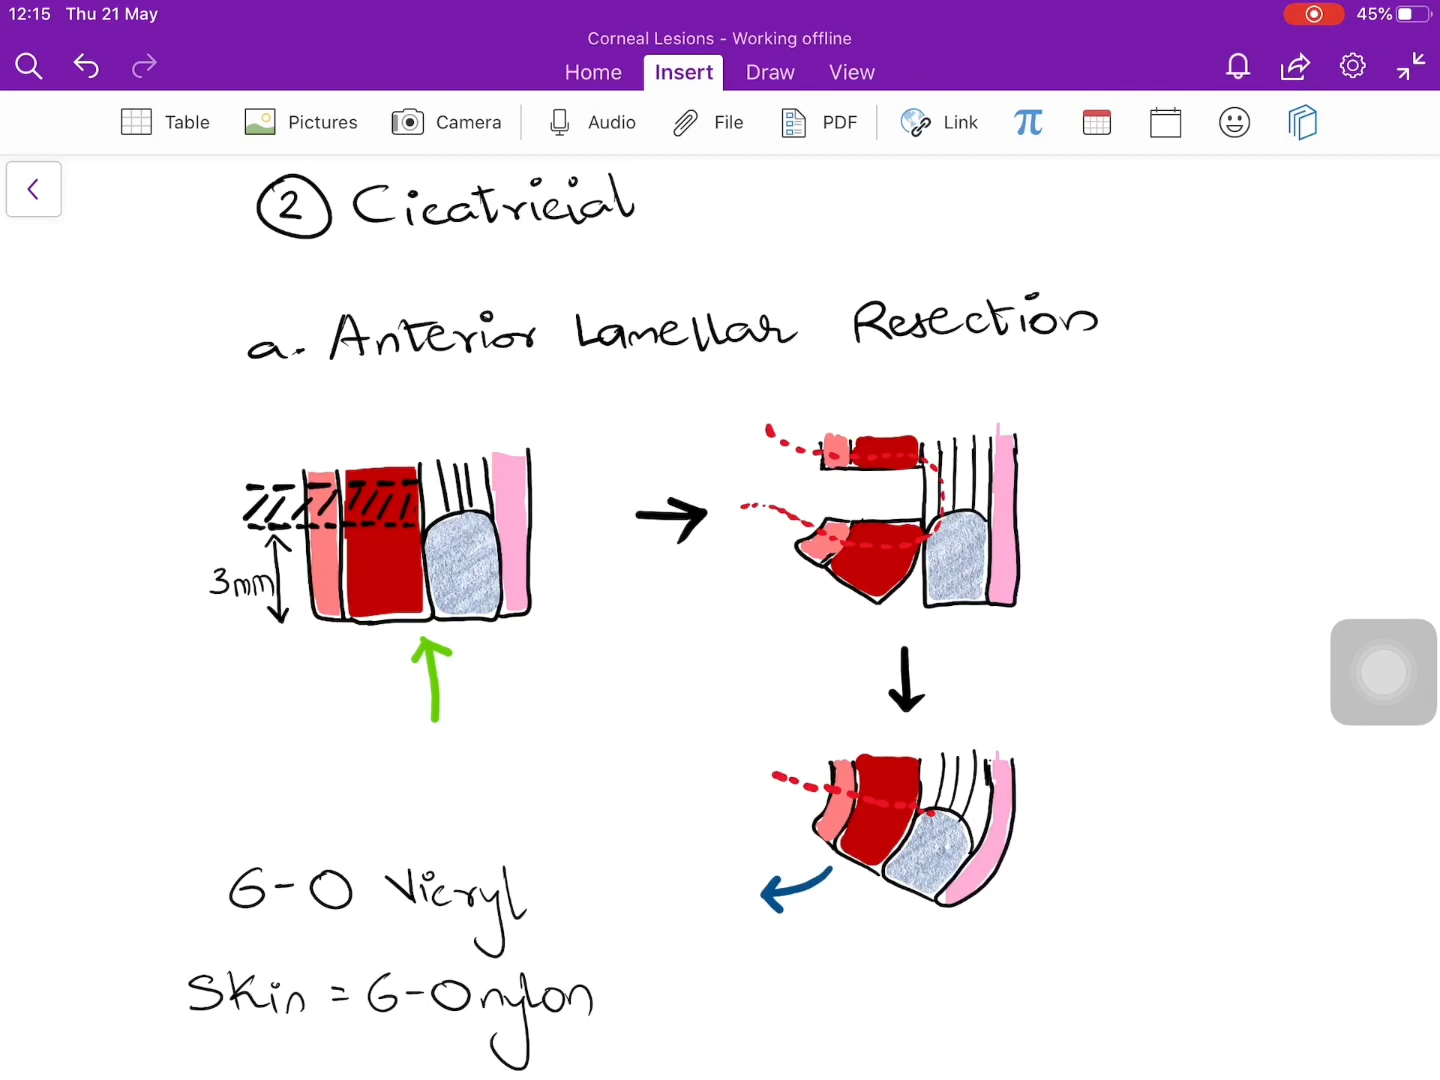 12:15 Thu 21 May
45%
Corneal Lesions - Working offline
Home Insert Draw View
Table Pictures Camera Audio File PDF Link
2 Cicatricial
a. Anterior Lamellar Resection
3mm
6-0 Vicryl
Skin = 6-0 nylon